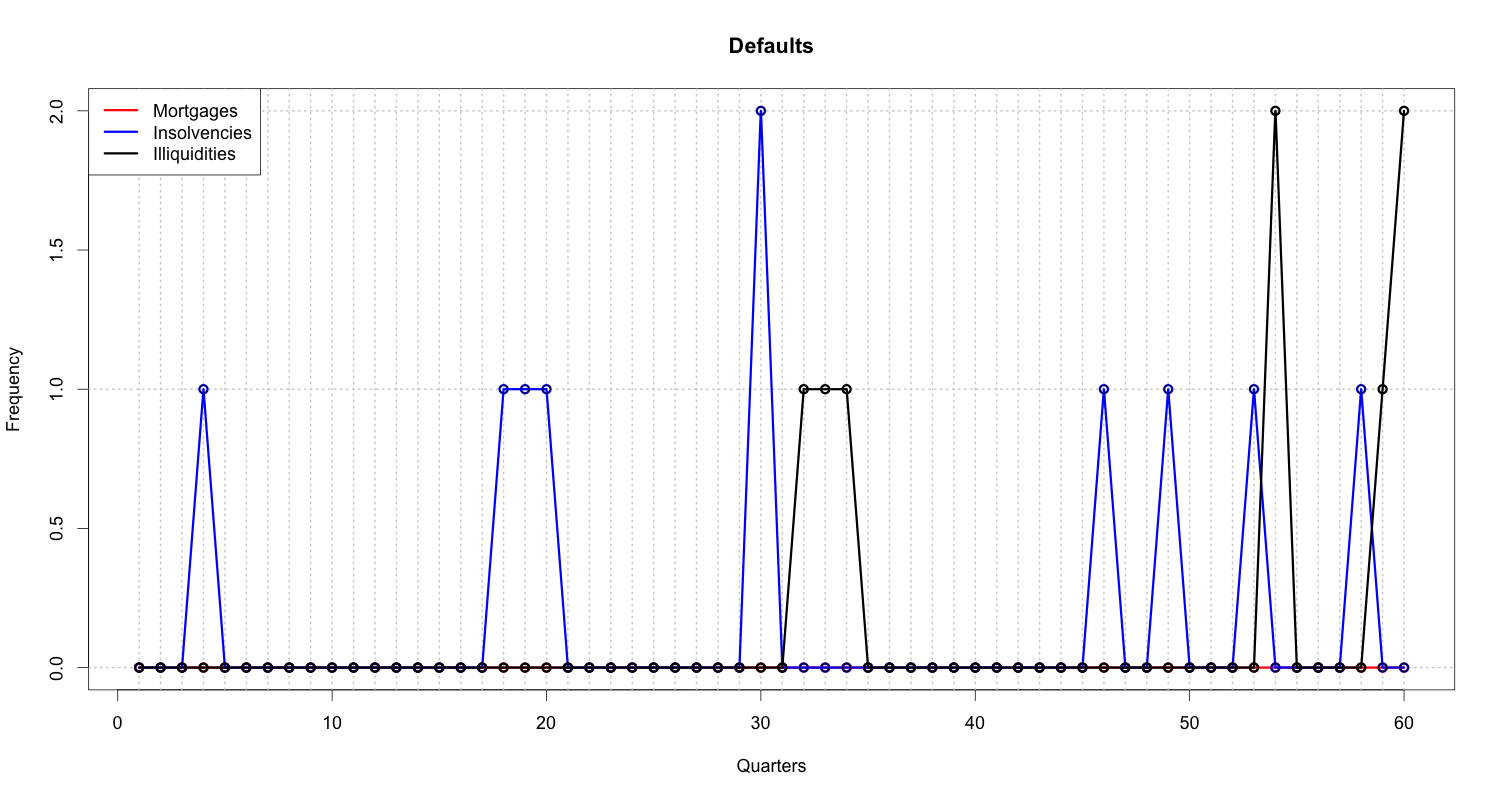 Defaults
Mortgages
Insolvencies
Illiquidities
Frequency
2.0
1.5
1.0
0.5
0.0
0 10 20 30 40 50 60
Quarters